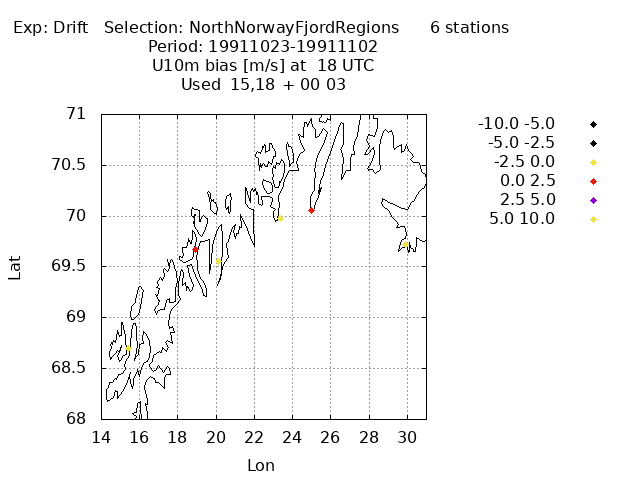 Exp: Drift   Selection: NorthNorwayFjordRegions      6 stations
Period: 19911023-19911102
U10m bias [m/s] at  18 UTC
Used  15,18  + 00 03
71
70.5
70
69.5
69
68.5
68
Lat
14 16 18 20 22 24 26 28 30
Lon
-10.0 -5.0
-5.0 -2.5
-2.5 0.0
0.0 2.5
2.5 5.0
5.0 10.0